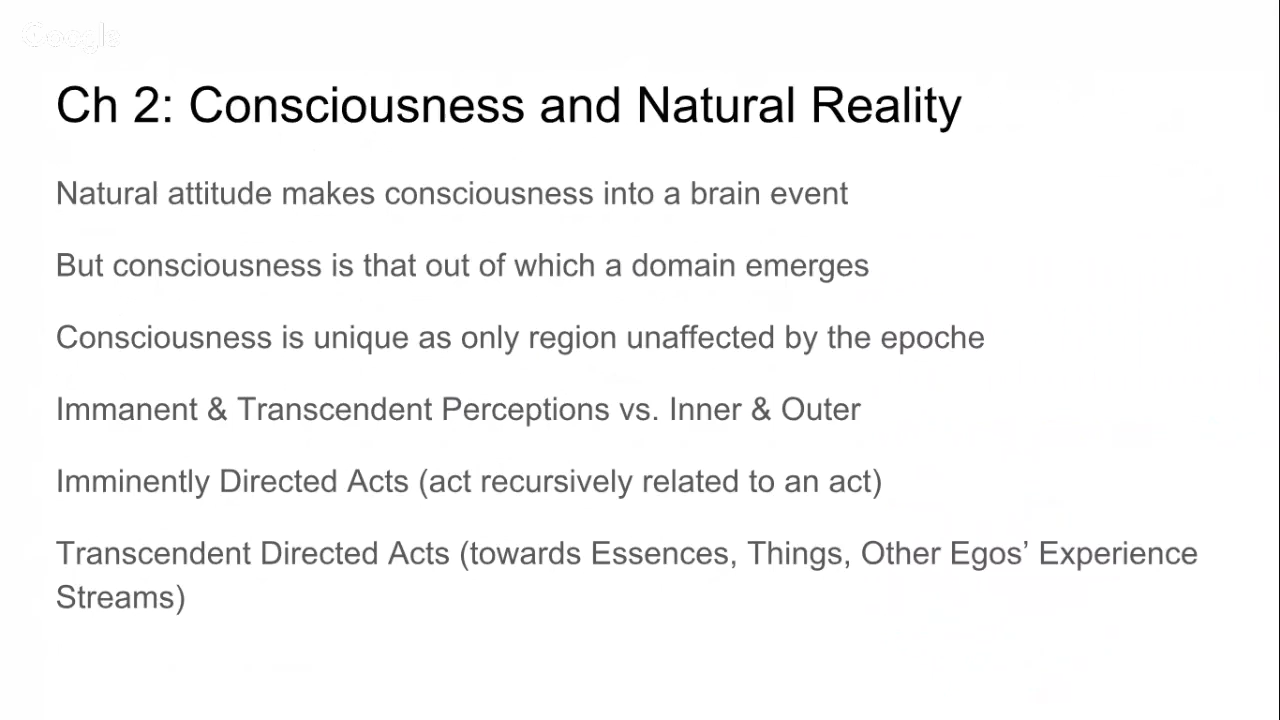 Google
Ch 2: Consciousness and Natural Reality
Natural attitude makes consciousness into a brain event
But consciousness is that out of which a domain emerges
Consciousness is unique as only region unaffected by the epoche
Immanent & Transcendent Perceptions vs. Inner & Outer
Imminently Directed Acts (act recursively related to an act)
Transcendent Directed Acts (towards Essences, Things, Other Egos’ Experience
Streams)